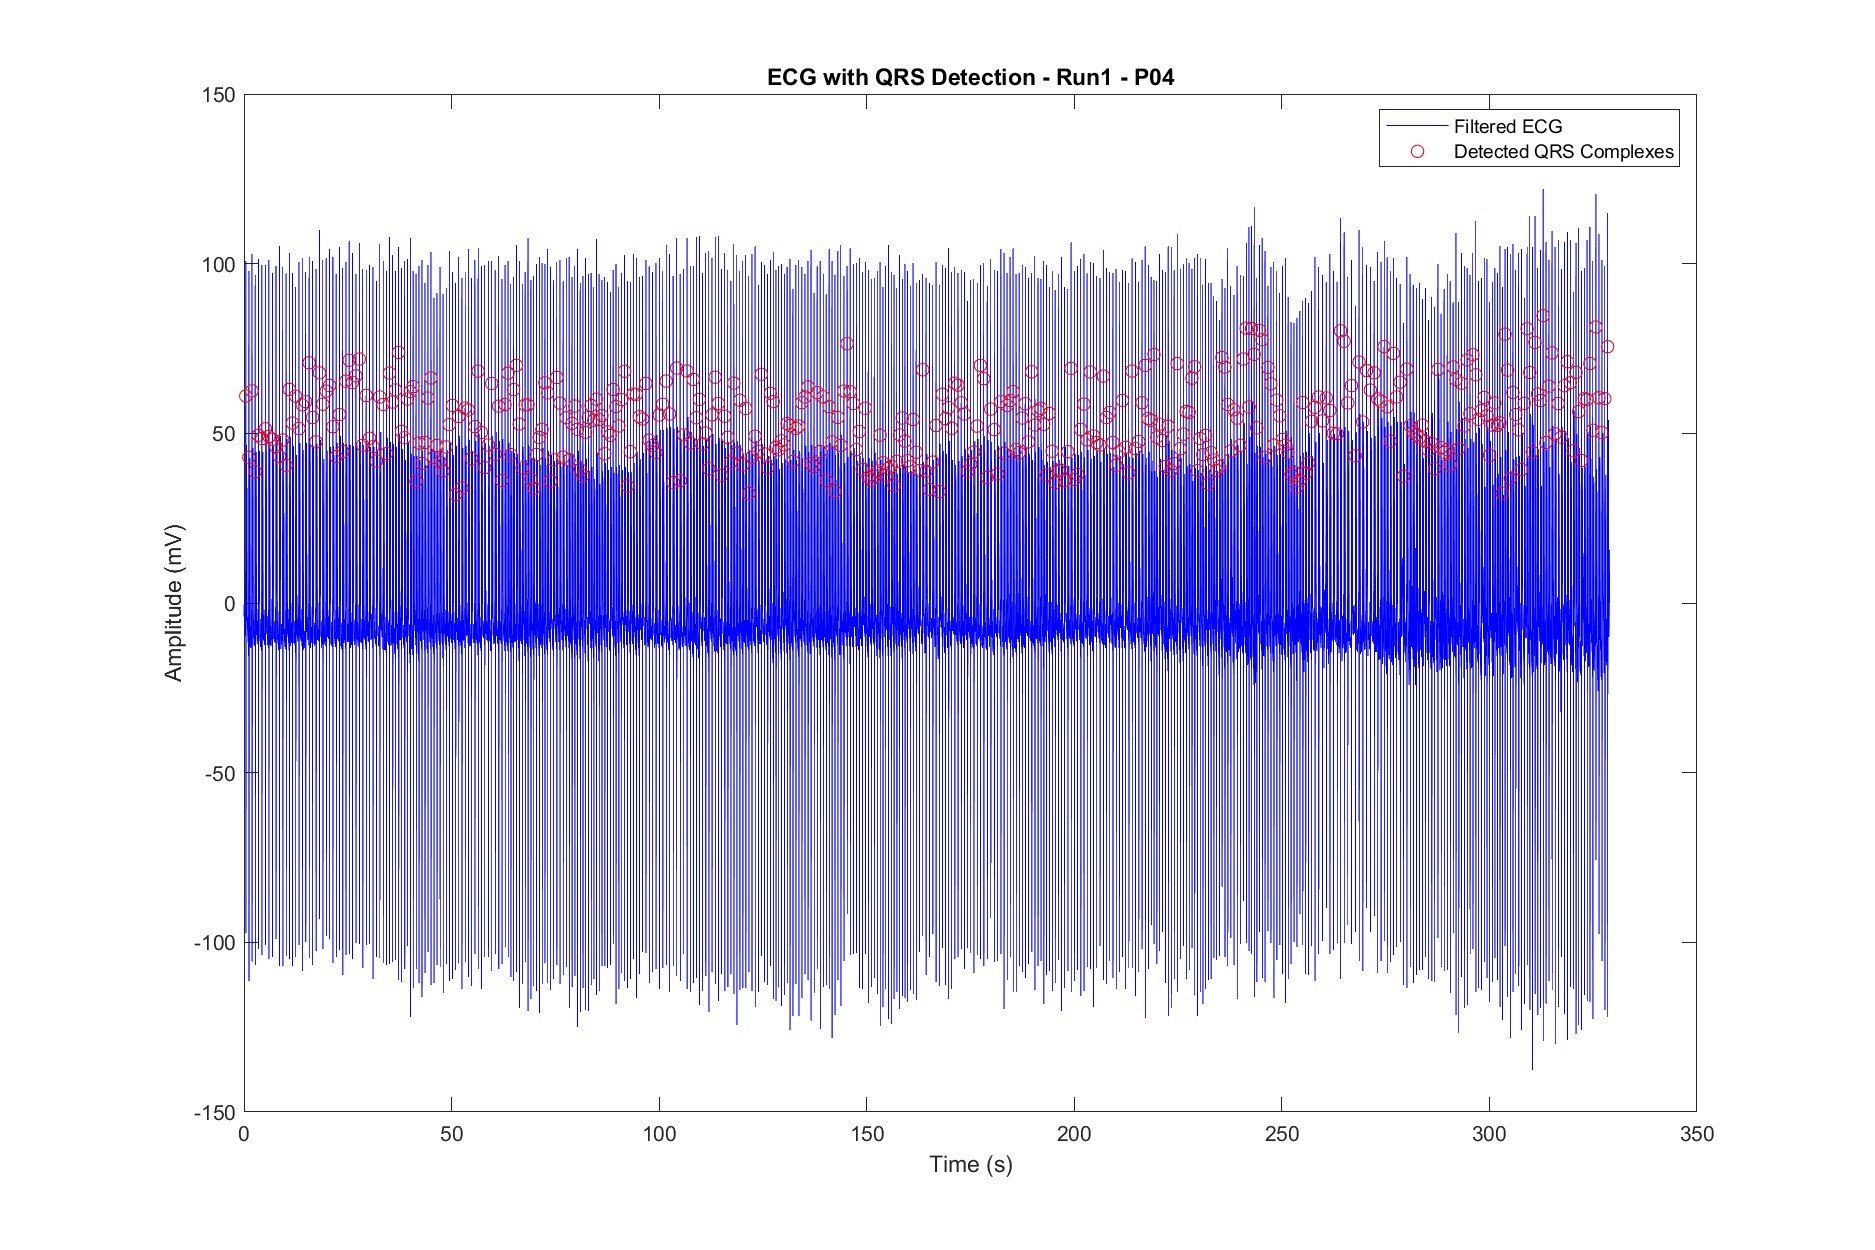 ECG with QRS Detection - Run1 - P04
Filtered ECG
Detected QRS Complexes
Amplitude (mV)
150
100
50
0
-50
-100
-150
0 50 100 150 200 250 300 350
Time (s)